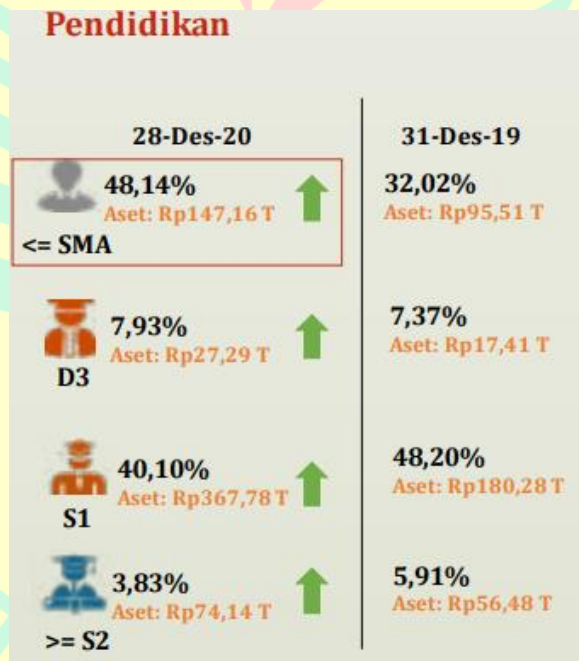 Pendidikan
28-Des-20
31-Des-19
48,14%
32,02%
Aset: Rp147,16 T
Aset: Rp95,51 T
<= SMA
7,93%
7,37%
Aset: Rp27,29 T
Aset: Rp17,41 T
D3
40,10%
48,20%
Aset: Rp367,78 T
Aset: Rp180,28 T
S1
3,83%
5,91%
Aset: Rp74,14 T
Aset: Rp56,48 T
>= S2